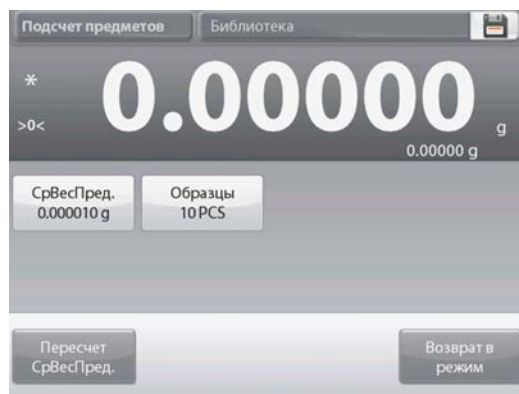 Подсчет предметов
Библиотека
*
0.00000
>0<
g
0.00000 g
СрВесПред.
0.000010 g
Образцы
10 PCS
Пересчет
СрВесПред.
Возврат в
режим